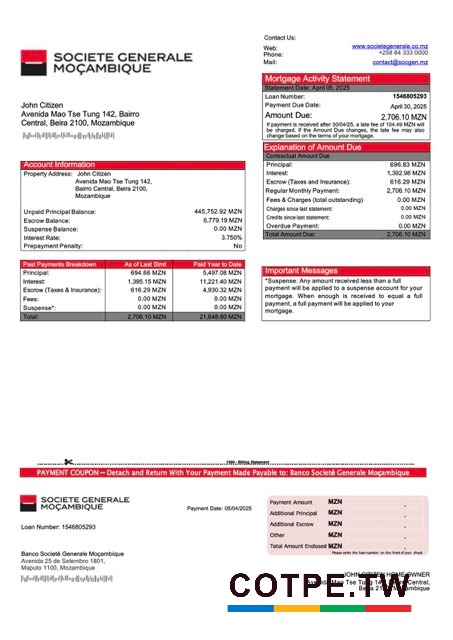 SOCIETE GENERALE
MOÇAMBIQUE
Contact Us:
Web: www.societegenerale.co.mz
Phone: +258 84 333 0000
Mail: contact@socgen.mz
Mortgage Activity Statement
Statement Date: April 05, 2025
Loan Number: 1546805293
Payment Due Date: April 30, 2025
Amount Due: 2,706.10 MZN
If payment is received after 30/04/25, a late fee of 104.49 MZN will
be charged. If the Amount Due changes, the late fee may also
change based on the terms of your mortgage.
John Citizen
Avenida Mao Tse Tung 142, Bairro
Central, Beira 2100, Mozambique
Explanation of Amount Due
Contractual Amount Due
Principal: 696.83 MZN
Interest: 1,392.98 MZN
Escrow (Taxes and Insurance): 616.29 MZN
Regular Monthly Payment: 2,706.10 MZN
Fees & Charges (total outstanding) 0.00 MZN
Charges since last statement: 0.00 MZN
Credits since last statement: 0.00 MZN
Overdue Payment: 0.00 MZN
Total Amount Due: 2,706.10 MZN
Account Information
Property Address: John Citizen
Avenida Mao Tse Tung 142,
Bairro Central, Beira 2100,
Mozambique
Unpaid Principal Balance: 445,752.92 MZN
Escrow Balance: 6,779.19 MZN
Suspense Balance: 0.00 MZN
Interest Rate: 3.750%
Prepayment Penalty: No
Past Payments Breakdown As of Last Stmt Paid Year to Date
Principal: 694.66 MZN 5,497.08 MZN
Interest: 1,395.15 MZN 11,221.40 MZN
Escrow (Taxes & Insurance): 616.29 MZN 4,930.32 MZN
Fees: 0.00 MZN 0.00 MZN
Suspense*: 0.00 MZN 0.00 MZN
Total: 2,706.10 MZN 21,648.80 MZN
Important Messages
*Suspense: Any amount received less than a full
payment will be applied to a suspense account for your
mortgage. When enough is received to equal a full
payment, a full payment will be applied to your
mortgage.
1000 - Billing Statement
PAYMENT COUPON – Detach and Return With Your Payment Made Payable to: Banco Societé Generale Moçambique
SOCIETE GENERALE
MOÇAMBIQUE
Payment Date: 05/04/2025
Loan Number: 1546805293
Payment Amount MZN
Additional Principal MZN
Additional Escrow MZN
Other MZN
Total Amount Endosed MZN
Please write the loan number on the front of your check
Banco Societé Generale Moçambique
Avenida 25 de Setembro 1801,
Maputo 1100, Mozambique
JOHN CITIZEN HOME OWNER
Avenida Mao Tse Tung 142, Central,
Beira 2100, Mozambique
COTPE.TW